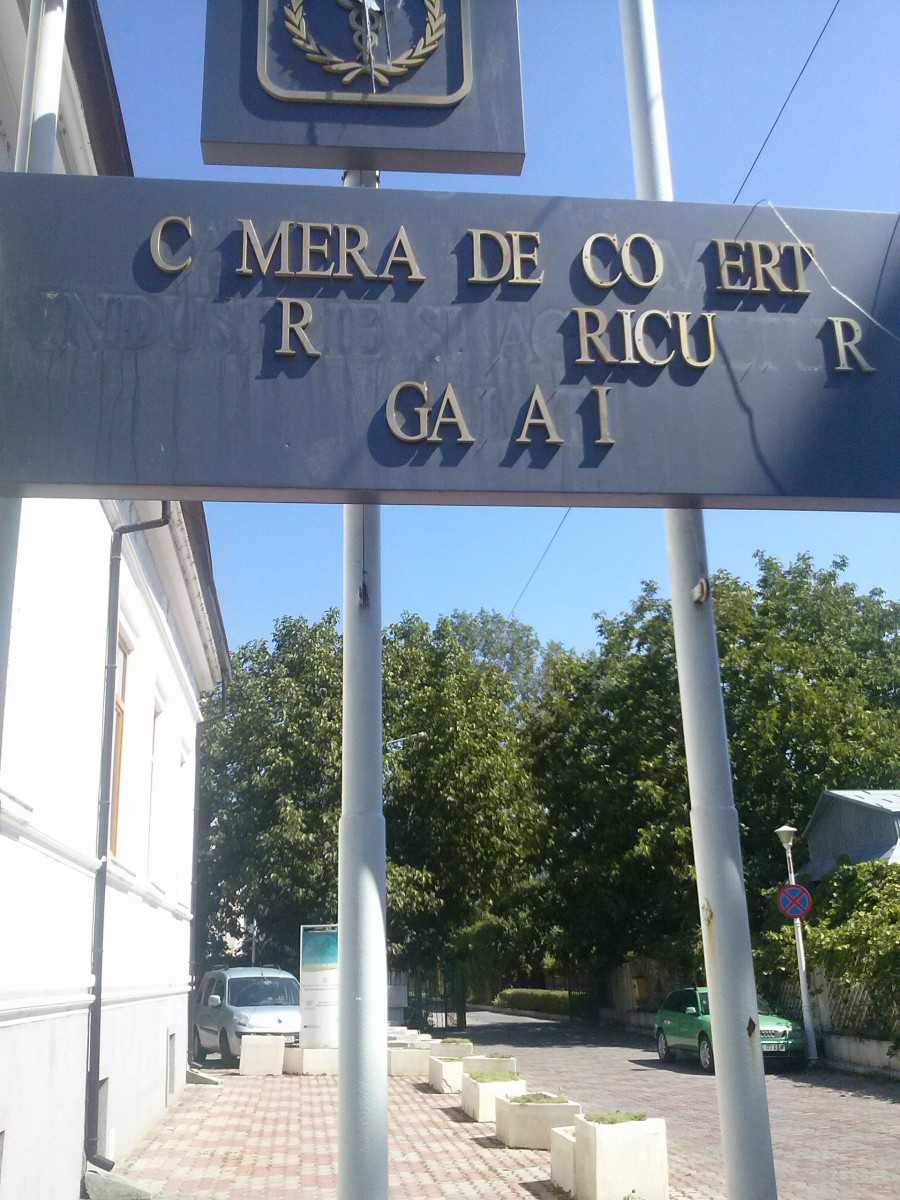 C MERA DE CO ERT
R RICU R
GA A I